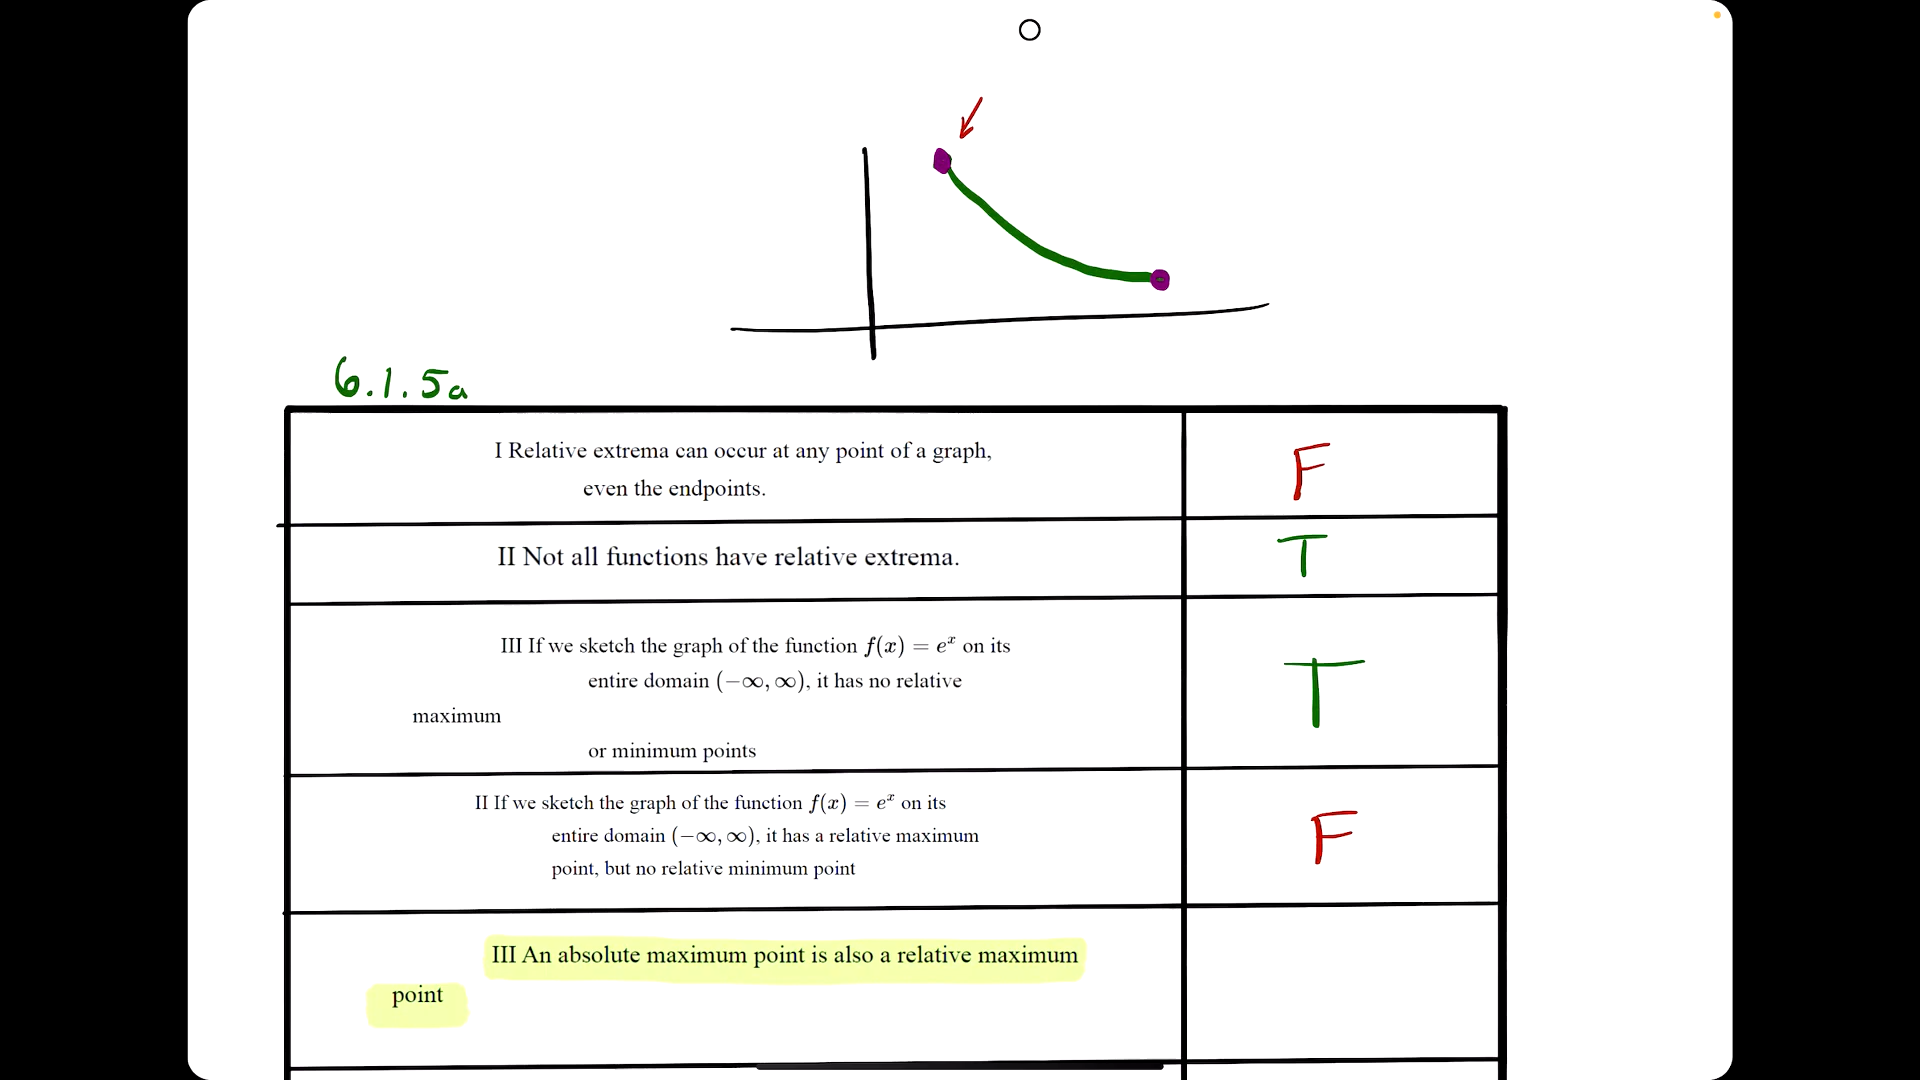 6.1.5a
I Relative extrema can occur at any point of a graph,
even the endpoints.
F
II Not all functions have relative extrema.
T
III If we sketch the graph of the function f(x) = eˣ on its
entire domain (−∞, ∞), it has no relative
maximum
or minimum points
T
II If we sketch the graph of the function f(x) = eˣ on its
entire domain (−∞, ∞), it has a relative maximum
point, but no relative minimum point
F
III An absolute maximum point is also a relative maximum
point